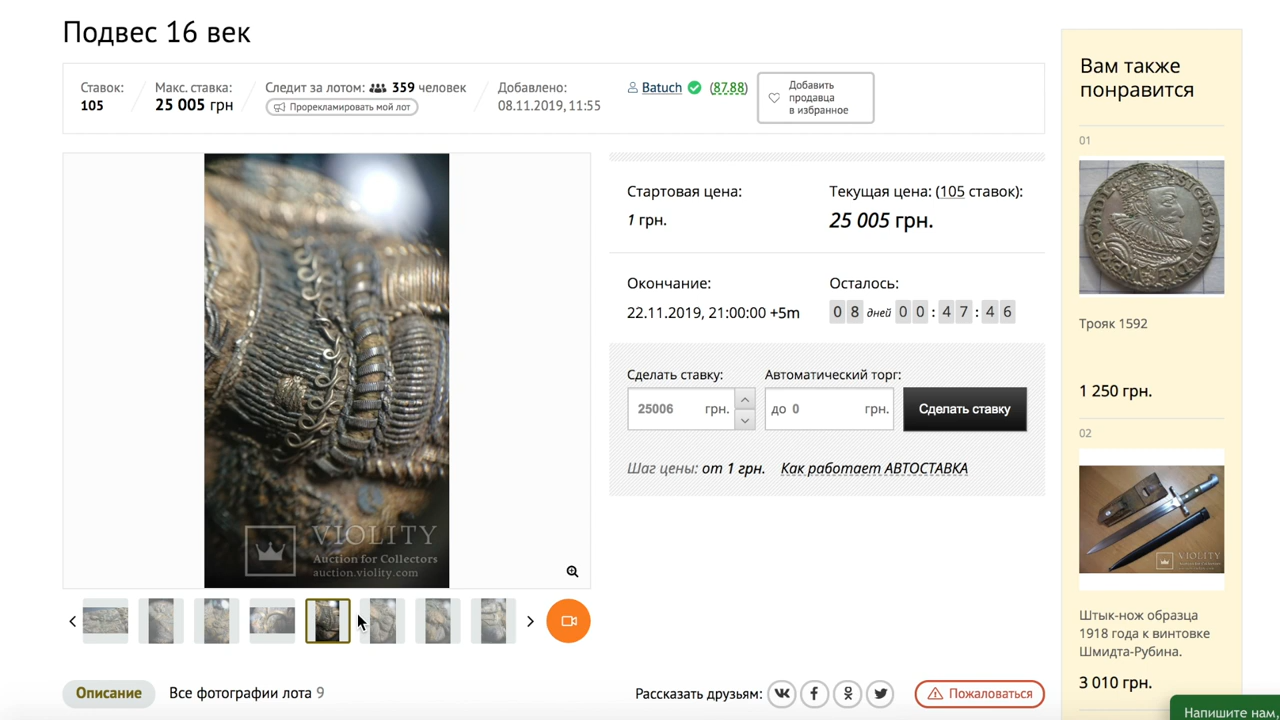 Подвес 16 век
Ставок:
105
Макс. ставка:
25 005 грн
Следит за лотом: 359 человек
Прорекламировать мой лот
Добавлено:
08.11.2019, 11:55
Batuch (8788)
Добавить
продавца
в избранное
Стартовая цена:
1 грн.
Текущая цена: (105 ставок):
25 005 грн.
Окончание:
22.11.2019, 21:00:00 +5m
Осталось:
08 дней 00:47:46
Сделать ставку:
25006 грн.
Автоматический торг:
до 0 грн.
Сделать ставку
Шаг цены: от 1 грн. Как работает АВТОСТАВКА
VIOLITY
Auction for Collectors
auction.violity.com
Описание
Все фотографии лота 9
Рассказать друзьям:
Пожаловаться
Вам также
понравится
01
Трояк 1592
1 250 грн.
02
VIOLITY
Штык-нож образца
1918 года к винтовке
Шмидта-Рубина.
3 010 грн.
Напишите нам,